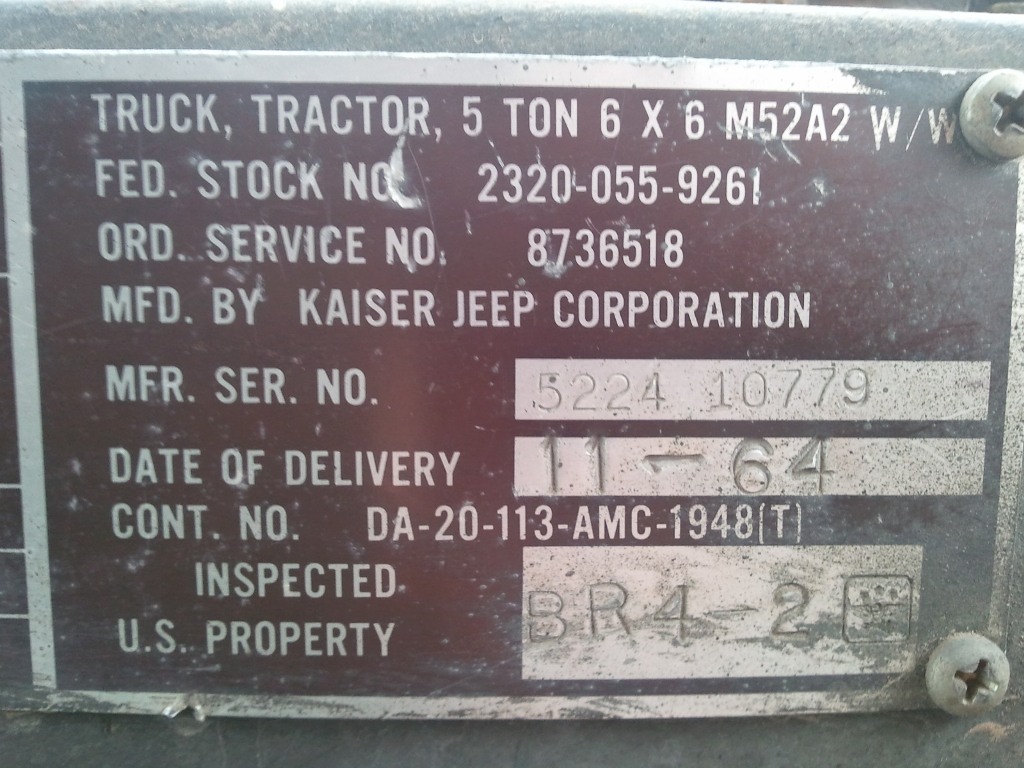 TRUCK, TRACTOR, 5 TON 6 X 6 M52A2 W/W
FED. STOCK NO. 2320-055-9261
ORD. SERVICE NO. 8736518
MFD. BY KAISER JEEP CORPORATION
MFR. SER. NO. 5224 10779
DATE OF DELIVERY 11-64
CONT. NO. DA-20-113-AMC-1948(T)
INSPECTED BR4-2
U.S. PROPERTY